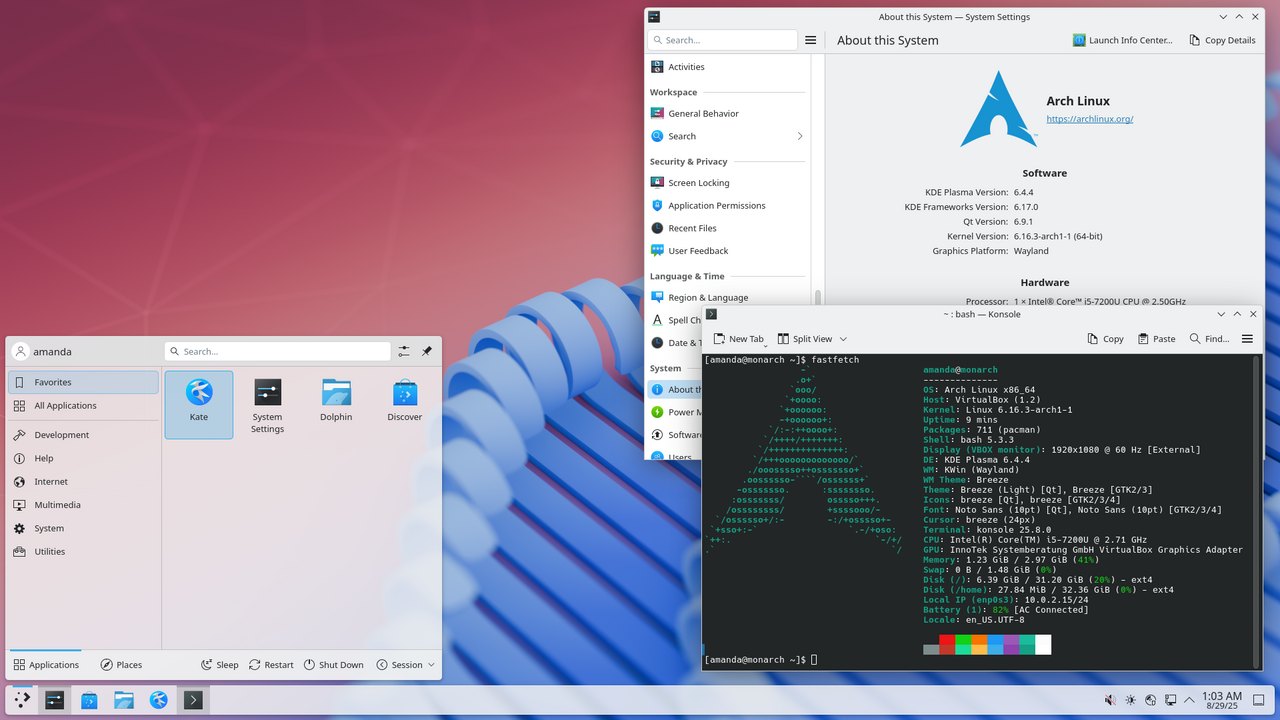 About this System — System Settings
Search...
About this System
Launch Info Center...
Copy Details
Activities
Workspace
General Behavior
Search
Security & Privacy
Screen Locking
Application Permissions
Recent Files
User Feedback
Language & Time
Region & Language
Spell Ch
Date & T
System
About th
Power M
Softwar
Users
Arch Linux
https://archlinux.org/
Software
KDE Plasma Version: 6.4.4
KDE Frameworks Version: 6.17.0
Qt Version: 6.9.1
Kernel Version: 6.16.3-arch1-1 (64-bit)
Graphics Platform: Wayland
Hardware
Processor: 1 × Intel® Core™ i5-7200U CPU @ 2.50GHz
~ : bash — Konsole
New Tab
Split View
Copy
Paste
Find...
[amanda@monarch ~]$ fastfetch
amanda@monarch
--------------
OS: Arch Linux x86_64
Host: VirtualBox (1.2)
Kernel: Linux 6.16.3-arch1-1
Uptime: 9 mins
Packages: 711 (pacman)
Shell: bash 5.3.3
Display (VBOX monitor): 1920x1080 @ 60 Hz [External]
DE: KDE Plasma 6.4.4
WM: KWin (Wayland)
WM Theme: Breeze
Theme: Breeze (Light) [Qt], Breeze [GTK2/3]
Icons: breeze [Qt], breeze [GTK2/3/4]
Font: Noto Sans (10pt) [Qt], Noto Sans (10pt) [GTK2/3/4]
Cursor: breeze (24px)
Terminal: konsole 25.8.0
CPU: Intel(R) Core(TM) i5-7200U @ 2.71 GHz
GPU: InnoTek Systemberatung GmbH VirtualBox Graphics Adapter
Memory: 1.23 GiB / 2.97 GiB (41%)
Swap: 0 B / 1.48 GiB (0%)
Disk (/): 6.39 GiB / 31.20 GiB (20%) - ext4
Disk (/home): 27.84 MiB / 32.36 GiB (0%) - ext4
Local IP (enp0s3): 10.0.2.15/24
Battery (1): 82% [AC Connected]
Locale: en_US.UTF-8
[amanda@monarch ~]$
amanda
Search...
Favorites
All Applications
Development
Help
Internet
Multimedia
System
Utilities
Kate
System
Settings
Dolphin
Discover
Applications
Places
Sleep
Restart
Shut Down
Session
1:03 AM
8/29/25